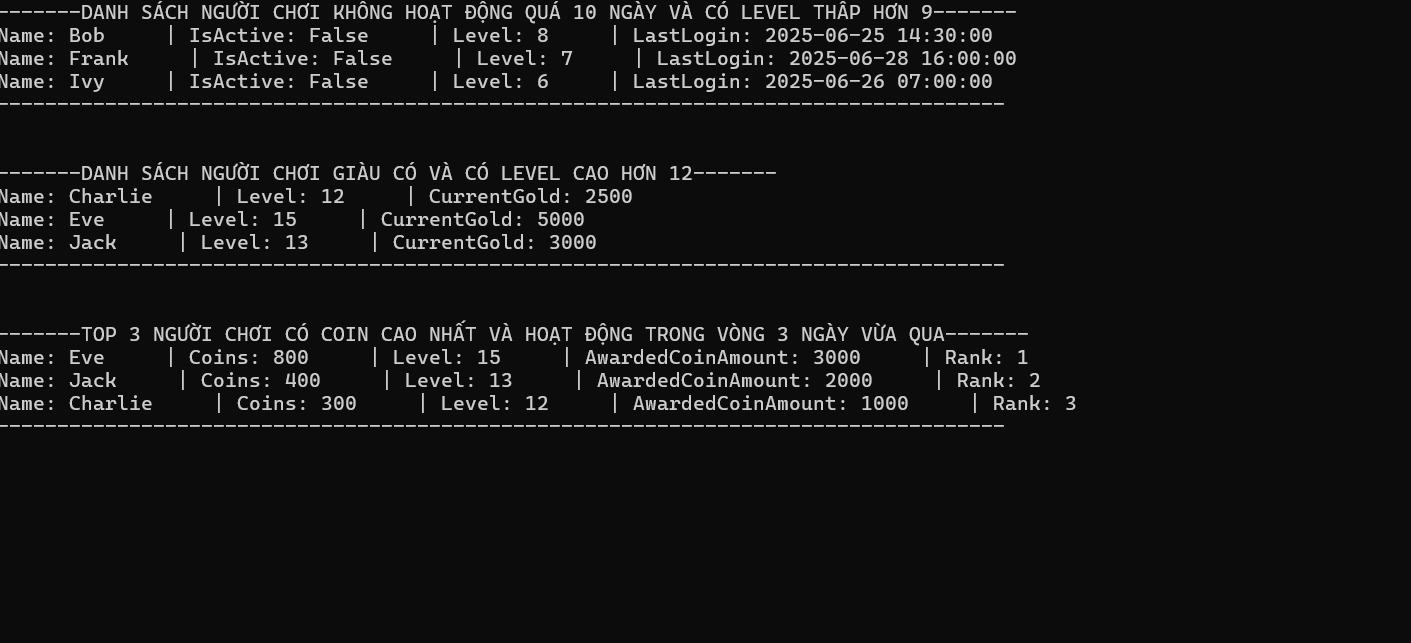 -------DANH SÁCH NGƯỜI CHƠI KHÔNG HOẠT ĐỘNG QUÁ 10 NGÀY VÀ CÓ LEVEL THẤP HƠN 9-------
Name: Bob     | IsActive: False     | Level: 8     | LastLogin: 2025-06-25 14:30:00
Name: Frank     | IsActive: False     | Level: 7     | LastLogin: 2025-06-28 16:00:00
Name: Ivy     | IsActive: False     | Level: 6     | LastLogin: 2025-06-26 07:00:00
------------------------------------------------------------------------------------
-------DANH SÁCH NGƯỜI CHƠI GIÀU CÓ VÀ CÓ LEVEL CAO HƠN 12-------
Name: Charlie     | Level: 12     | CurrentGold: 2500
Name: Eve     | Level: 15     | CurrentGold: 5000
Name: Jack     | Level: 13     | CurrentGold: 3000
------------------------------------------------------------------------------------
-------TOP 3 NGƯỜI CHƠI CÓ COIN CAO NHẤT VÀ HOẠT ĐỘNG TRONG VÒNG 3 NGÀY VỪA QUA-------
Name: Eve     | Coins: 800     | Level: 15     | AwardedCoinAmount: 3000     | Rank: 1
Name: Jack     | Coins: 400     | Level: 13     | AwardedCoinAmount: 2000     | Rank: 2
Name: Charlie     | Coins: 300     | Level: 12     | AwardedCoinAmount: 1000     | Rank: 3
------------------------------------------------------------------------------------